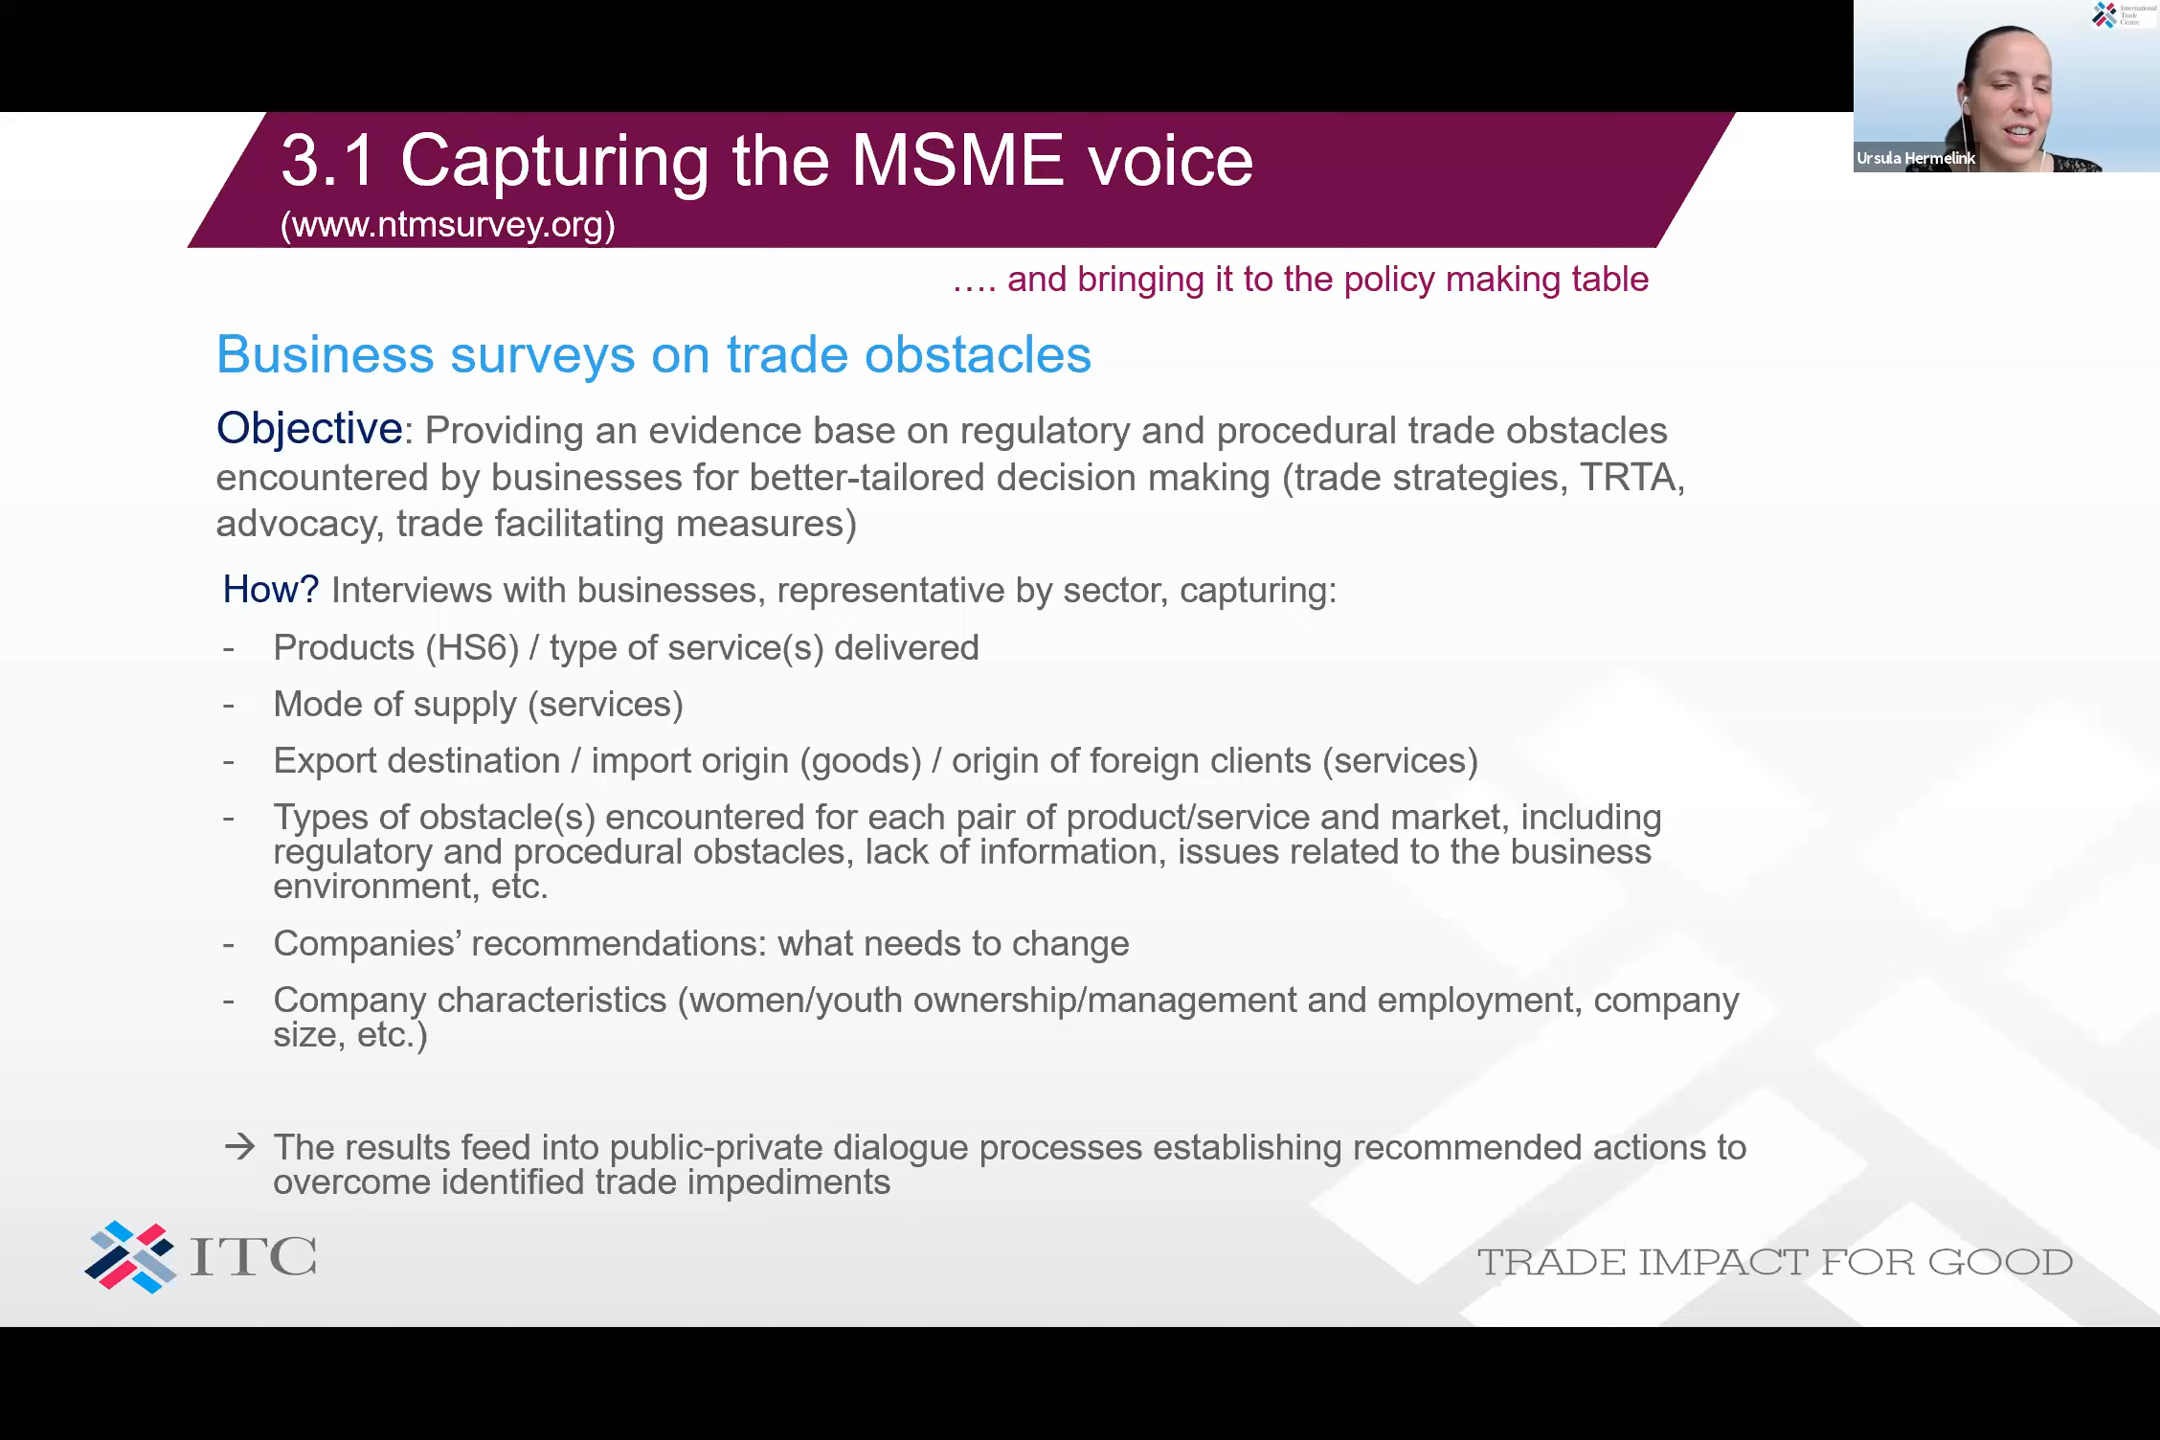 International
Trade
Centre
Ursula Hermelink
3.1 Capturing the MSME voice
(www.ntmsurvey.org)
.... and bringing it to the policy making table
Business surveys on trade obstacles
Objective: Providing an evidence base on regulatory and procedural trade obstacles
encountered by businesses for better-tailored decision making (trade strategies, TRTA,
advocacy, trade facilitating measures)
How? Interviews with businesses, representative by sector, capturing:
- Products (HS6) / type of service(s) delivered
- Mode of supply (services)
- Export destination / import origin (goods) / origin of foreign clients (services)
- Types of obstacle(s) encountered for each pair of product/service and market, including
regulatory and procedural obstacles, lack of information, issues related to the business
environment, etc.
- Companies’ recommendations: what needs to change
- Company characteristics (women/youth ownership/management and employment, company
size, etc.)
→ The results feed into public-private dialogue processes establishing recommended actions to
overcome identified trade impediments
ITC
TRADE IMPACT FOR GOOD